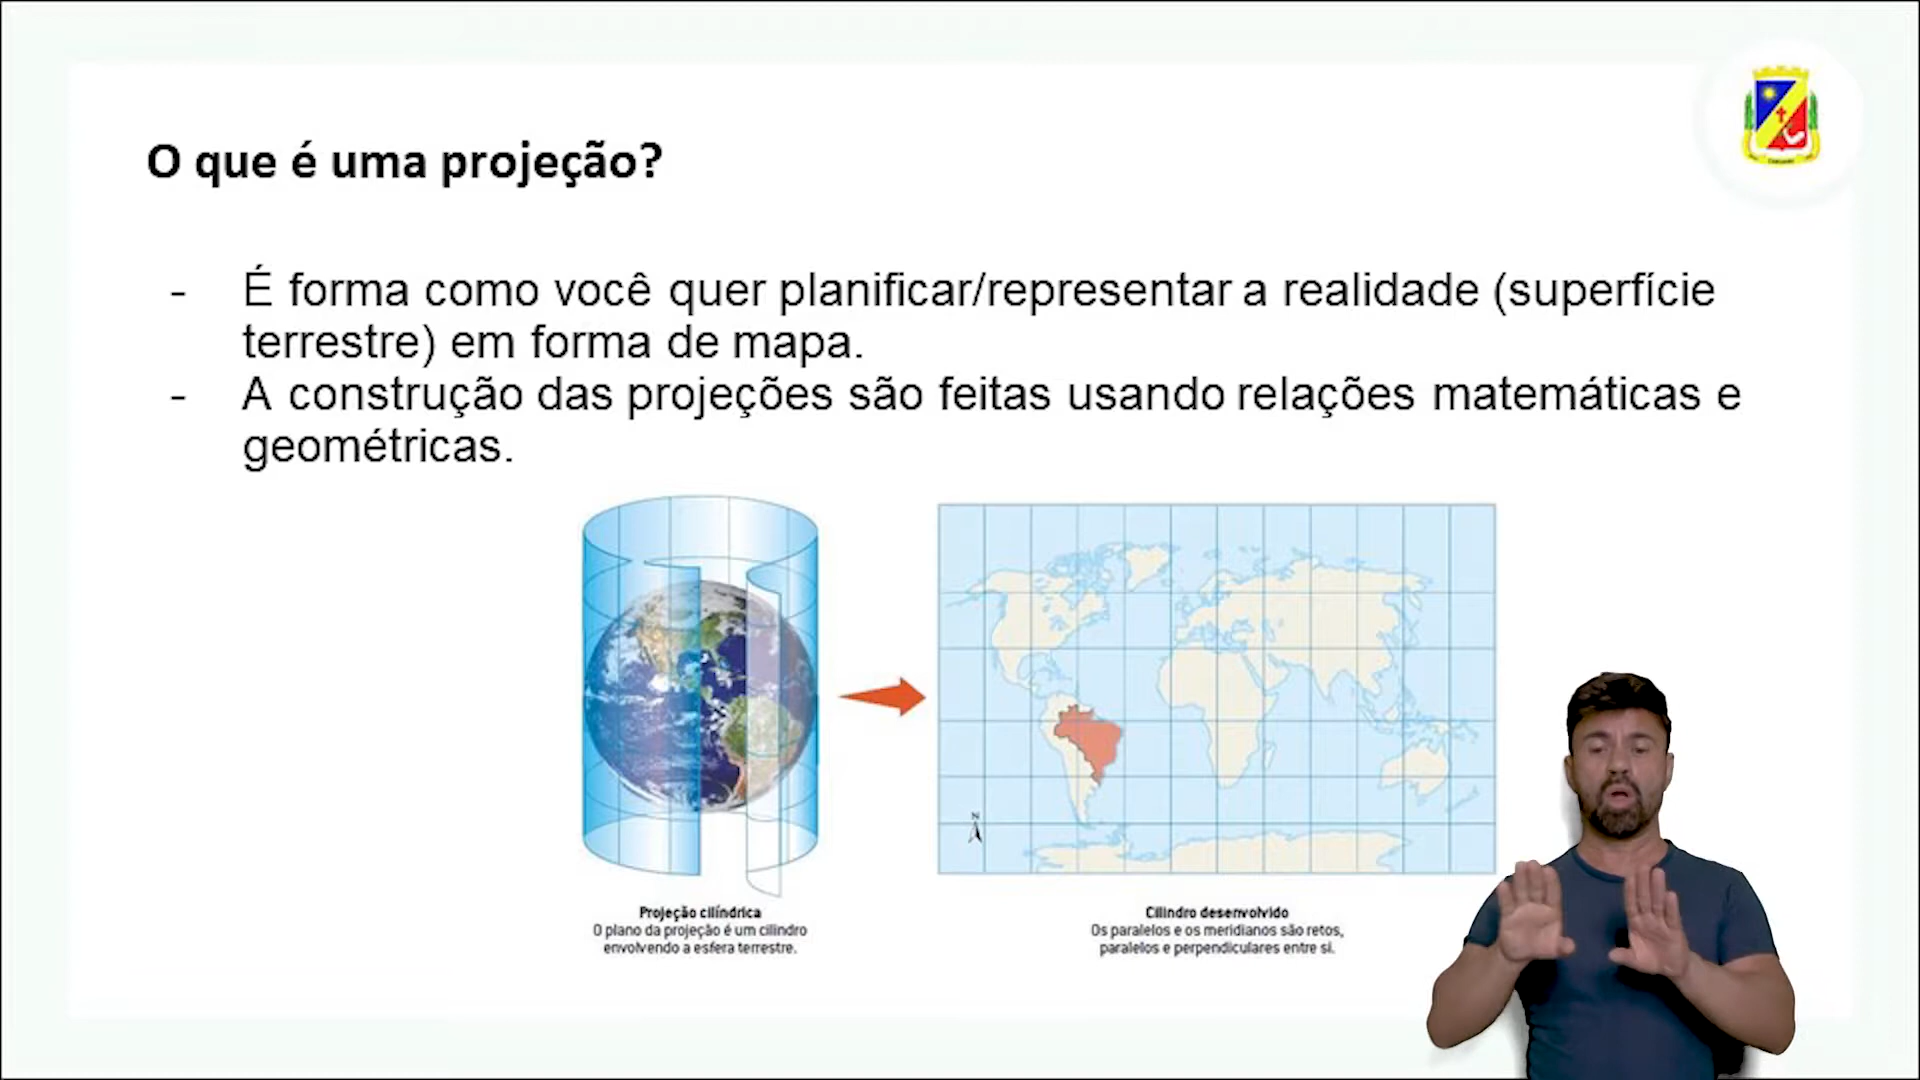 O que é uma projeção?
- É forma como você quer planificar/representar a realidade (superfície
terrestre) em forma de mapa.
- A construção das projeções são feitas usando relações matemáticas e
geométricas.
N
Projeção cilíndrica
O plano da projeção é um cilindro
envolvendo a esfera terrestre.
Cilindro desenvolvido
Os paralelos e os meridianos são retos,
paralelos e perpendiculares entre si.